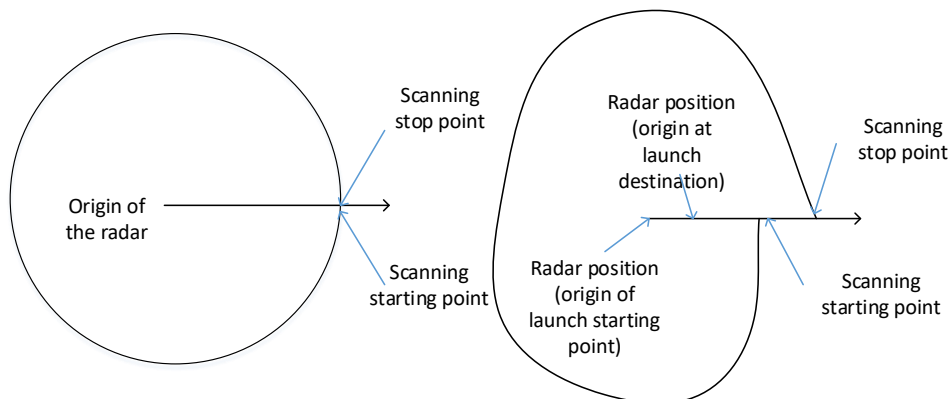 Scanning
stop point
Origin of
the radar
Scanning
starting point
Radar position
(origin at
launch
destination)
Scanning
stop point
Radar position
(origin of
launch starting
point)
Scanning
starting point